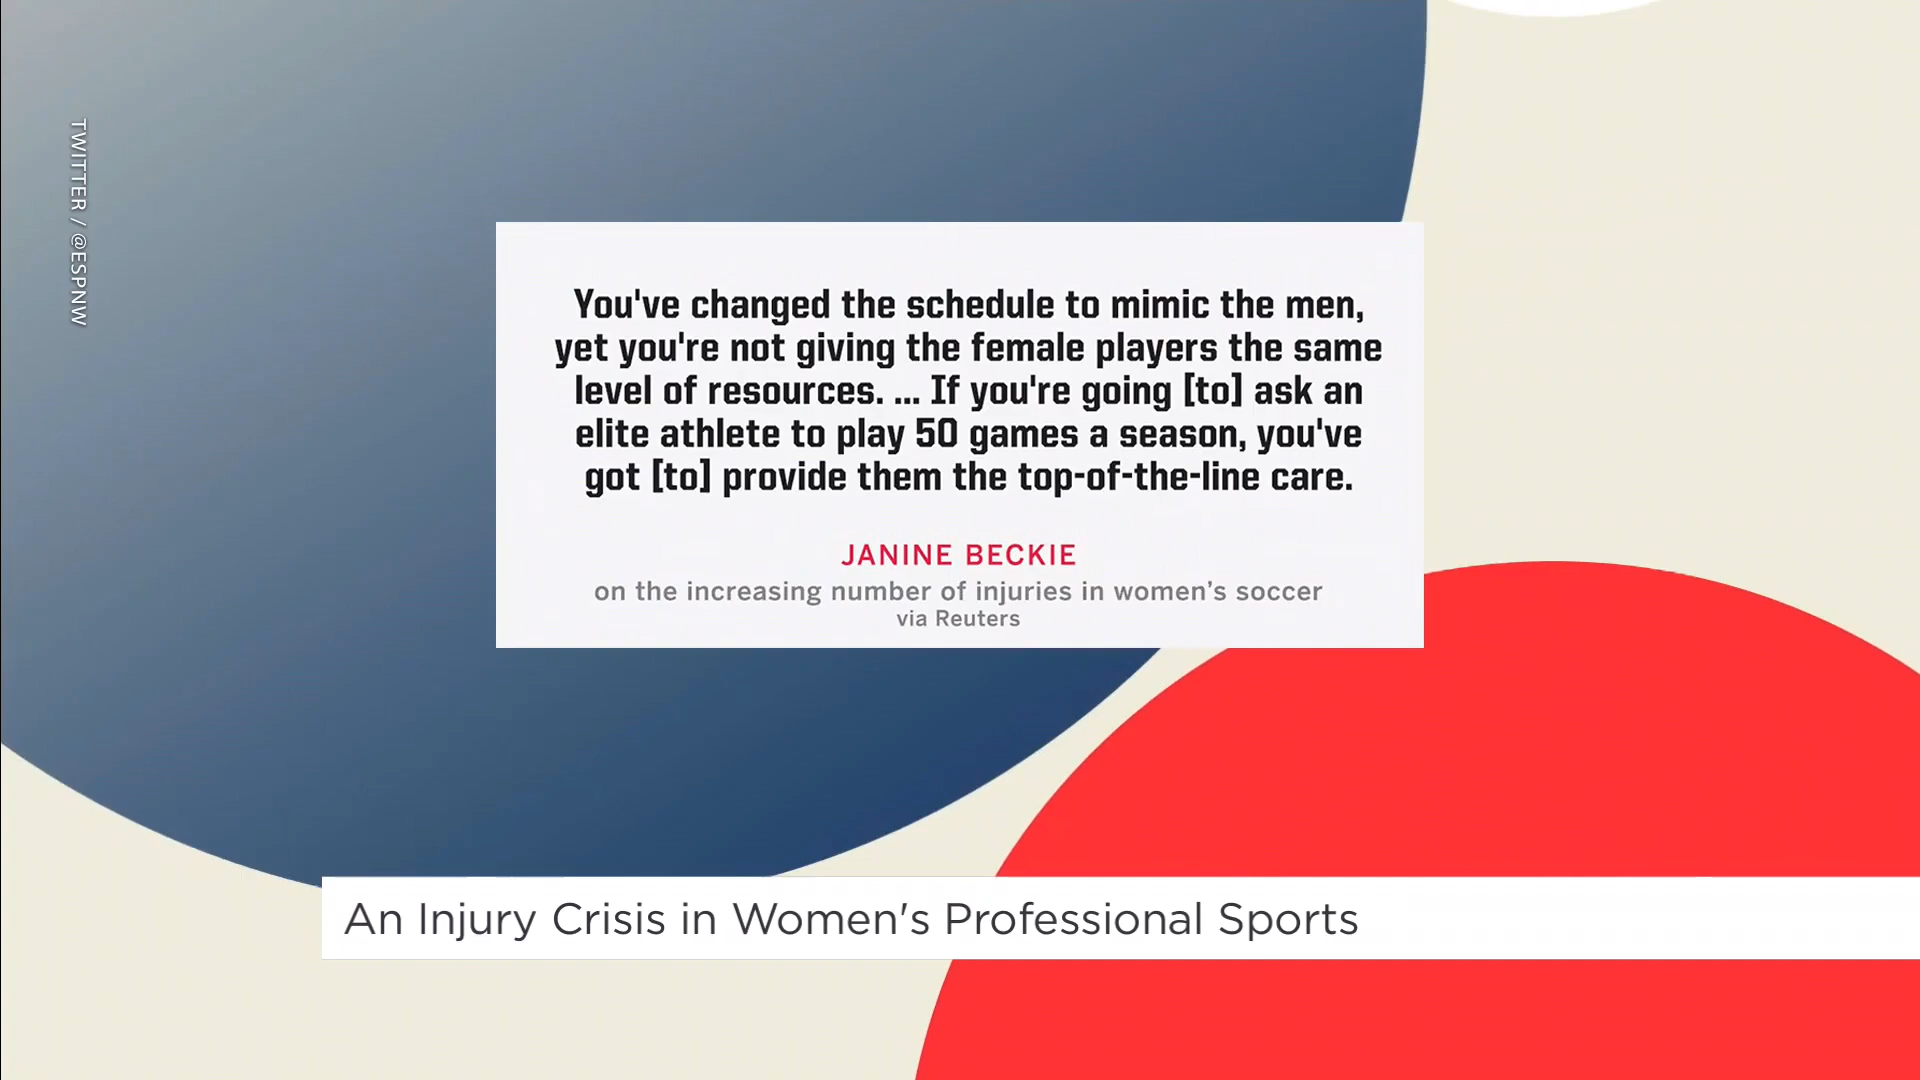 TWITTER / @ESPNW
You've changed the schedule to mimic the men,
yet you're not giving the female players the same
level of resources. ... If you're going [to] ask an
elite athlete to play 50 games a season, you've
got [to] provide them the top-of-the-line care.
JANINE BECKIE
on the increasing number of injuries in women’s soccer
via Reuters
An Injury Crisis in Women's Professional Sports